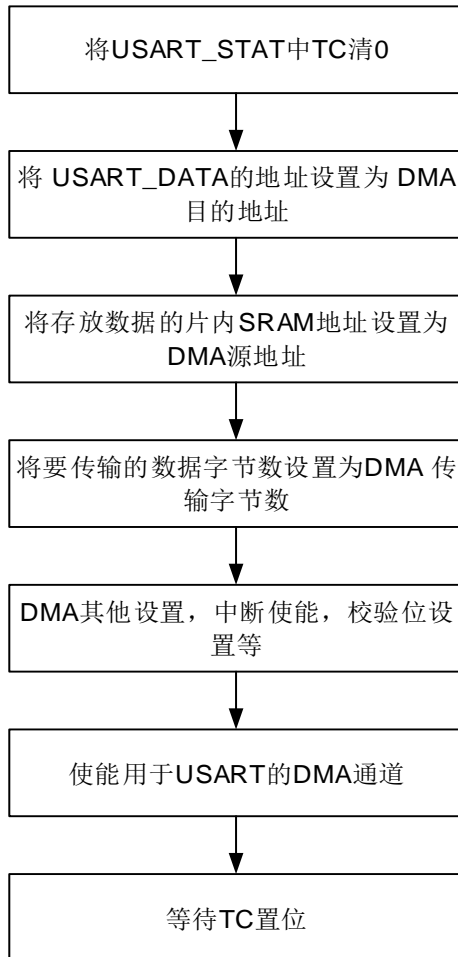 将USART_STAT中TC清0
将 USART_DATA的地址设置为 DMA
目的地址
将存放数据的片内SRAM地址设置为
DMA源地址
将要传输的数据字节数设置为DMA 传
输字节数
DMA其他设置，中断使能，校验位设
置等
使能用于USART的DMA通道
等待TC置位